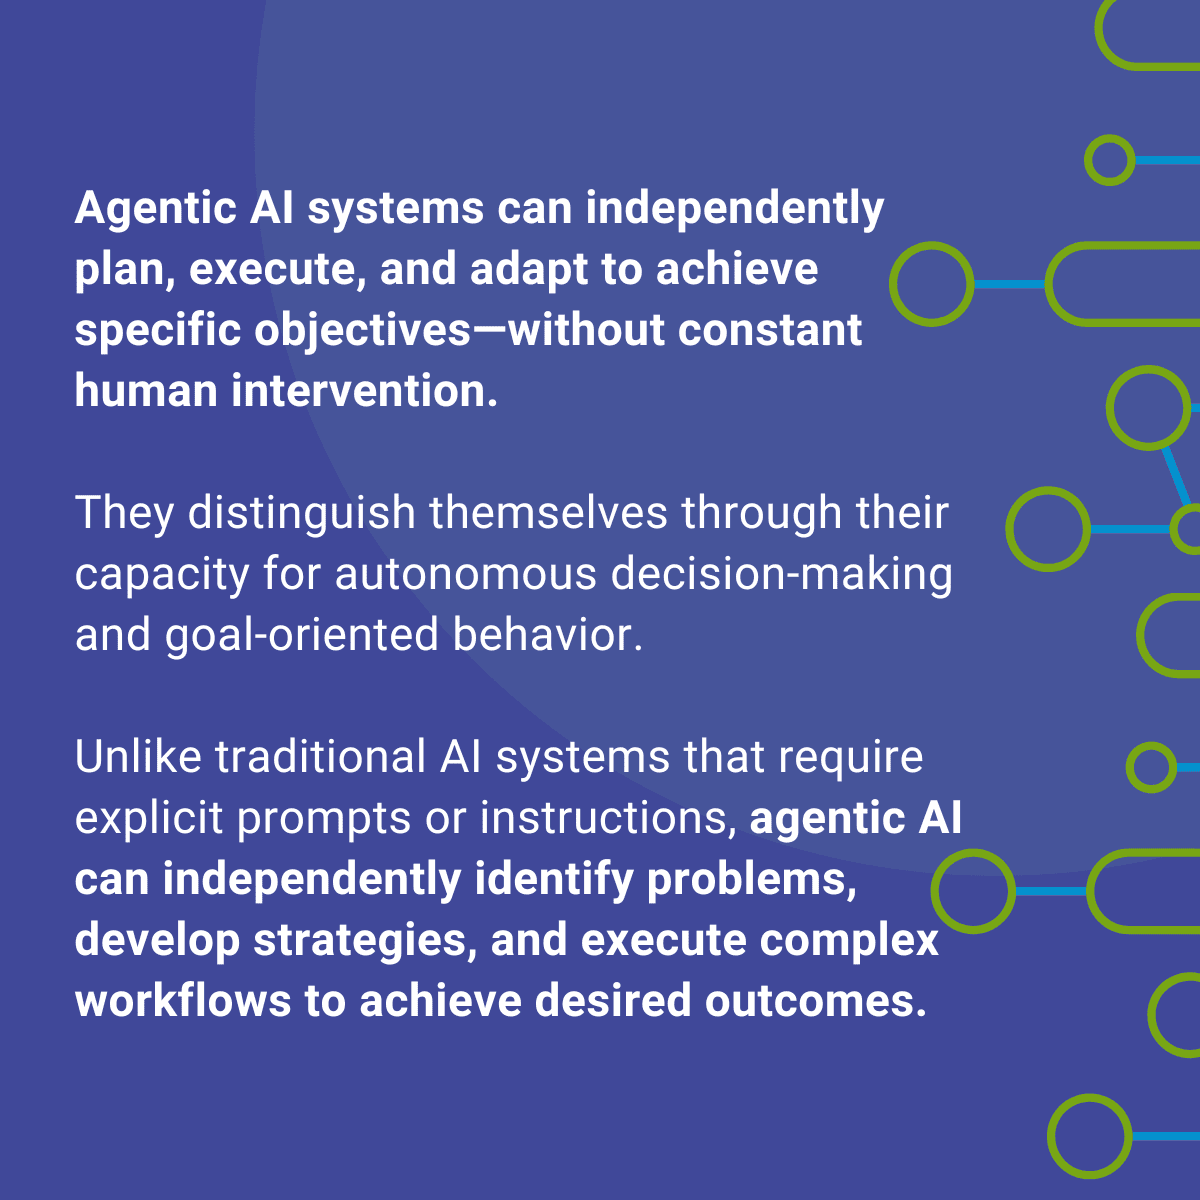 Agentic AI systems can independently
plan, execute, and adapt to achieve
specific objectives—without constant
human intervention.
They distinguish themselves through their
capacity for autonomous decision-making
and goal-oriented behavior.
Unlike traditional AI systems that require
explicit prompts or instructions, agentic AI
can independently identify problems,
develop strategies, and execute complex
workflows to achieve desired outcomes.